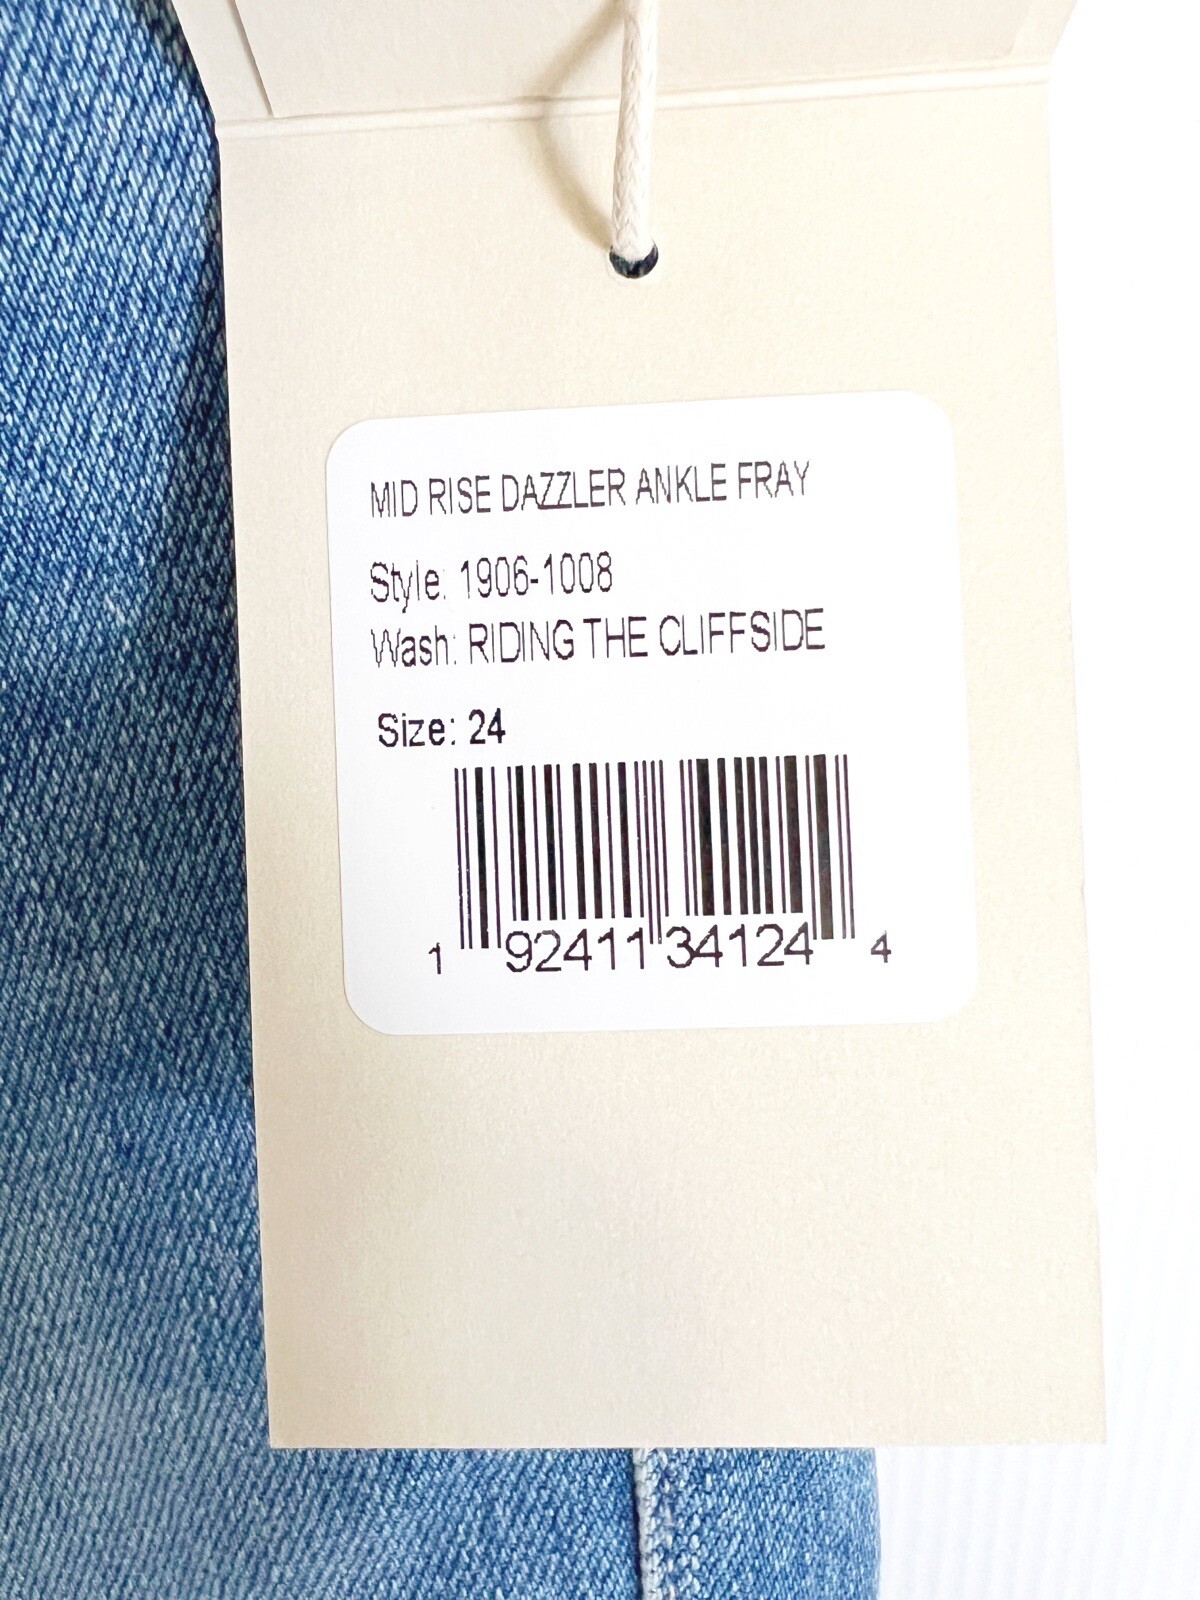 MID RISE DAZZLER ANKLE FRAY
Style: 1906-1008
Wash: RIDING THE CLIFFSIDE
Size: 24
1 92411 34124 4